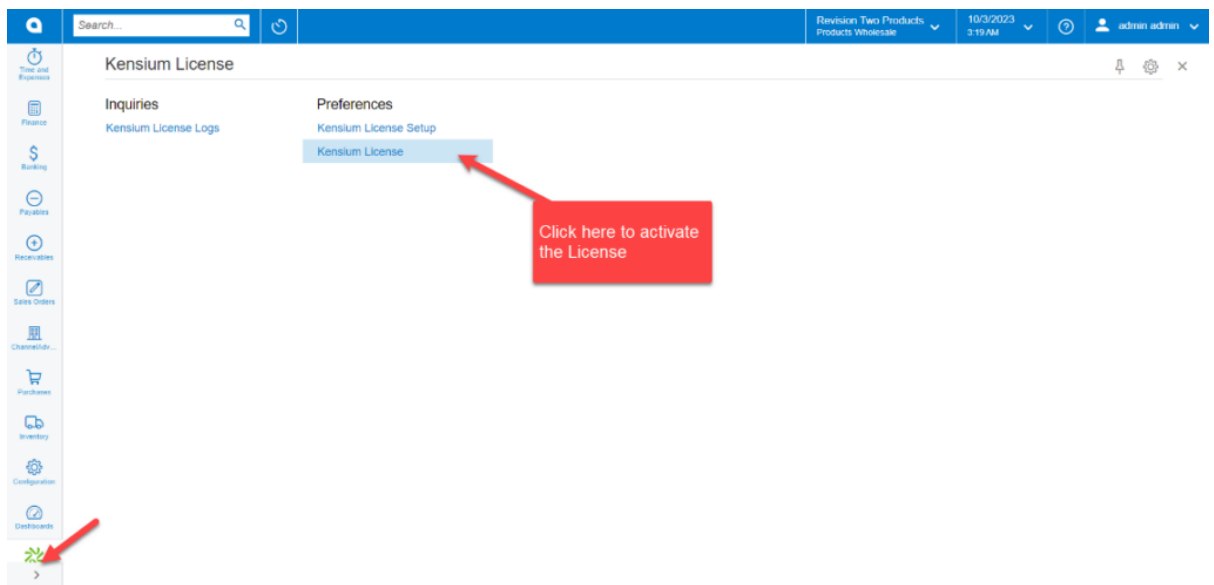 Search...
Revision Two Products
Products Wholesale
10/3/2023
3:19 AM
admin admin
Time and
Expenses
Finance
Banking
Payables
Receivables
Sales Orders
ChannelAdv...
Purchases
Inventory
Configuration
Dashboards
Kensium License
Inquiries
Kensium License Logs
Preferences
Kensium License Setup
Kensium License
Click here to activate
the License